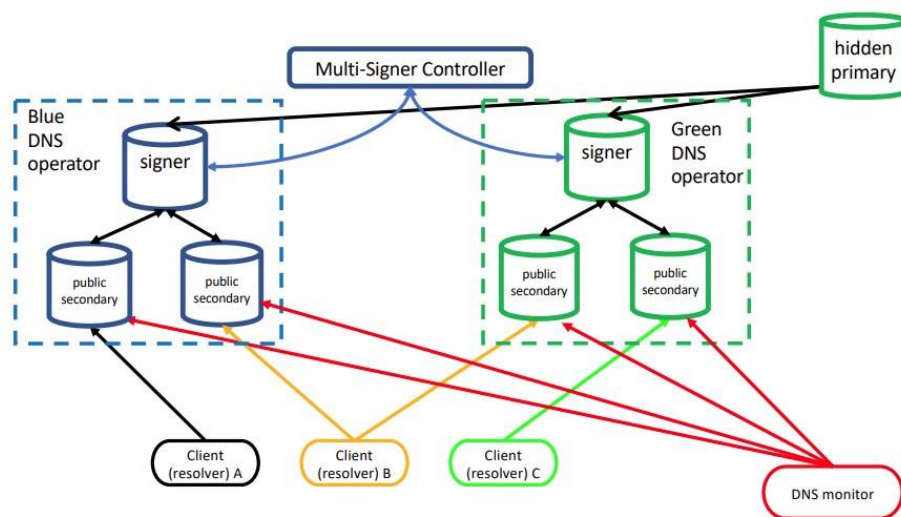 hidden
primary
Multi-Signer Controller
Blue
DNS
operator
signer
Green
DNS
operator
signer
public
secondary
public
secondary
public
secondary
public
secondary
Client
(resolver) A
Client
(resolver) B
Client
(resolver) C
DNS monitor